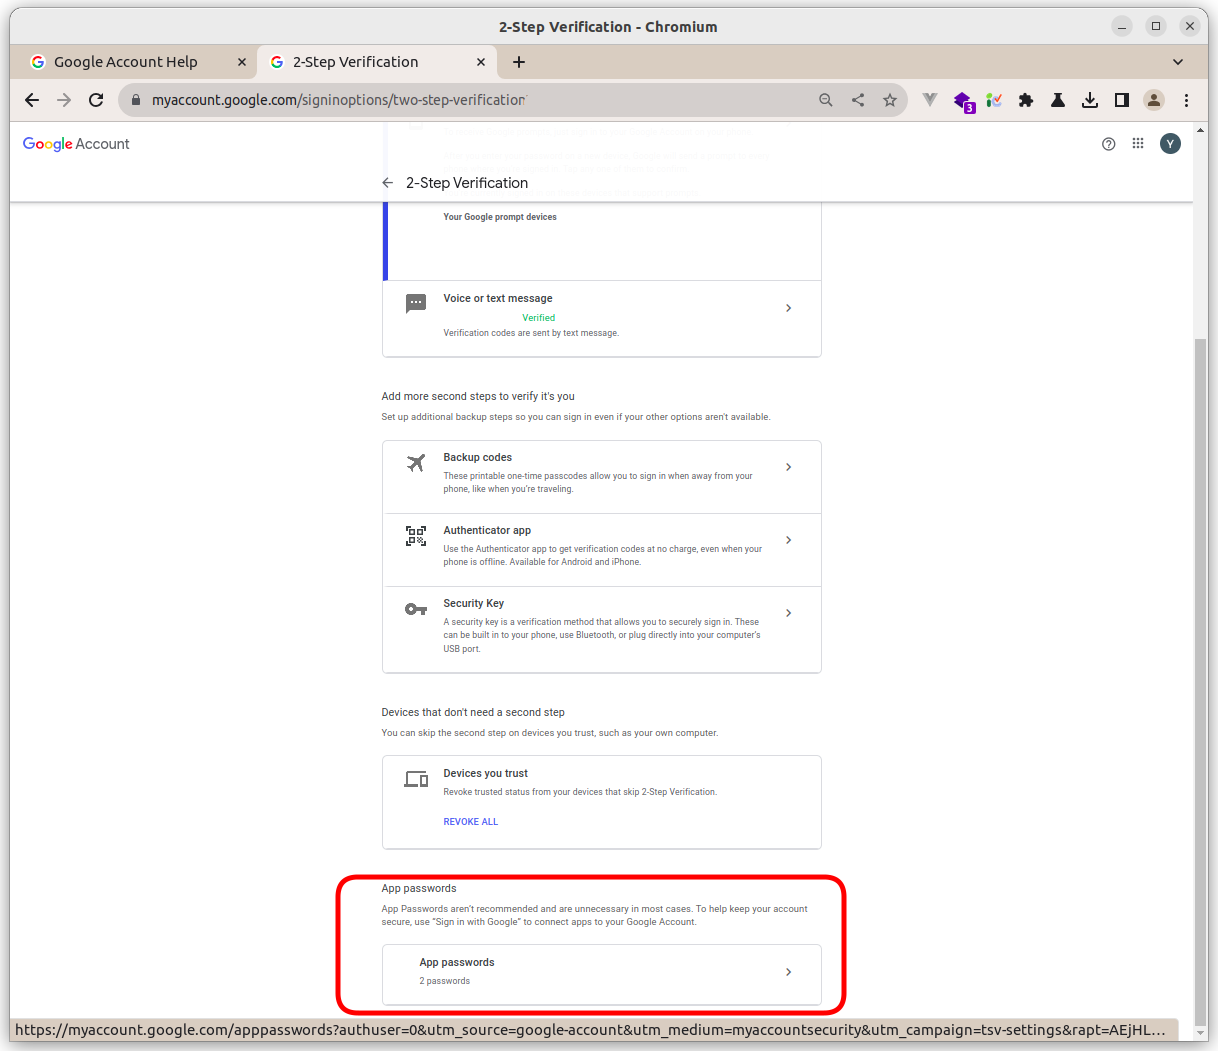 2-Step Verification - Chromium
Google Account Help
2-Step Verification
myaccount.google.com/signinoptions/two-step-verification
3
Google Account
Y
2-Step Verification
Your Google prompt devices
Voice or text message
Verified
Verification codes are sent by text message.
Add more second steps to verify it's you
Set up additional backup steps so you can sign in even if your other options aren't available.
Backup codes
These printable one-time passcodes allow you to sign in when away from your
phone, like when you're traveling.
Authenticator app
Use the Authenticator app to get verification codes at no charge, even when your
phone is offline. Available for Android and iPhone.
Security Key
A security key is a verification method that allows you to securely sign in. These
can be built in to your phone, use Bluetooth, or plug directly into your computer's
USB port.
Devices that don't need a second step
You can skip the second step on devices you trust, such as your own computer.
Devices you trust
Revoke trusted status from your devices that skip 2-Step Verification.
REVOKE ALL
App passwords
App Passwords aren't recommended and are unnecessary in most cases. To help keep your account
secure, use "Sign in with Google" to connect apps to your Google Account.
App passwords
2 passwords
https://myaccount.google.com/apppasswords?authuser=0&utm_source=google-account&utm_medium=myaccountsecurity&utm_campaign=tsv-settings&rapt=AEjHL...